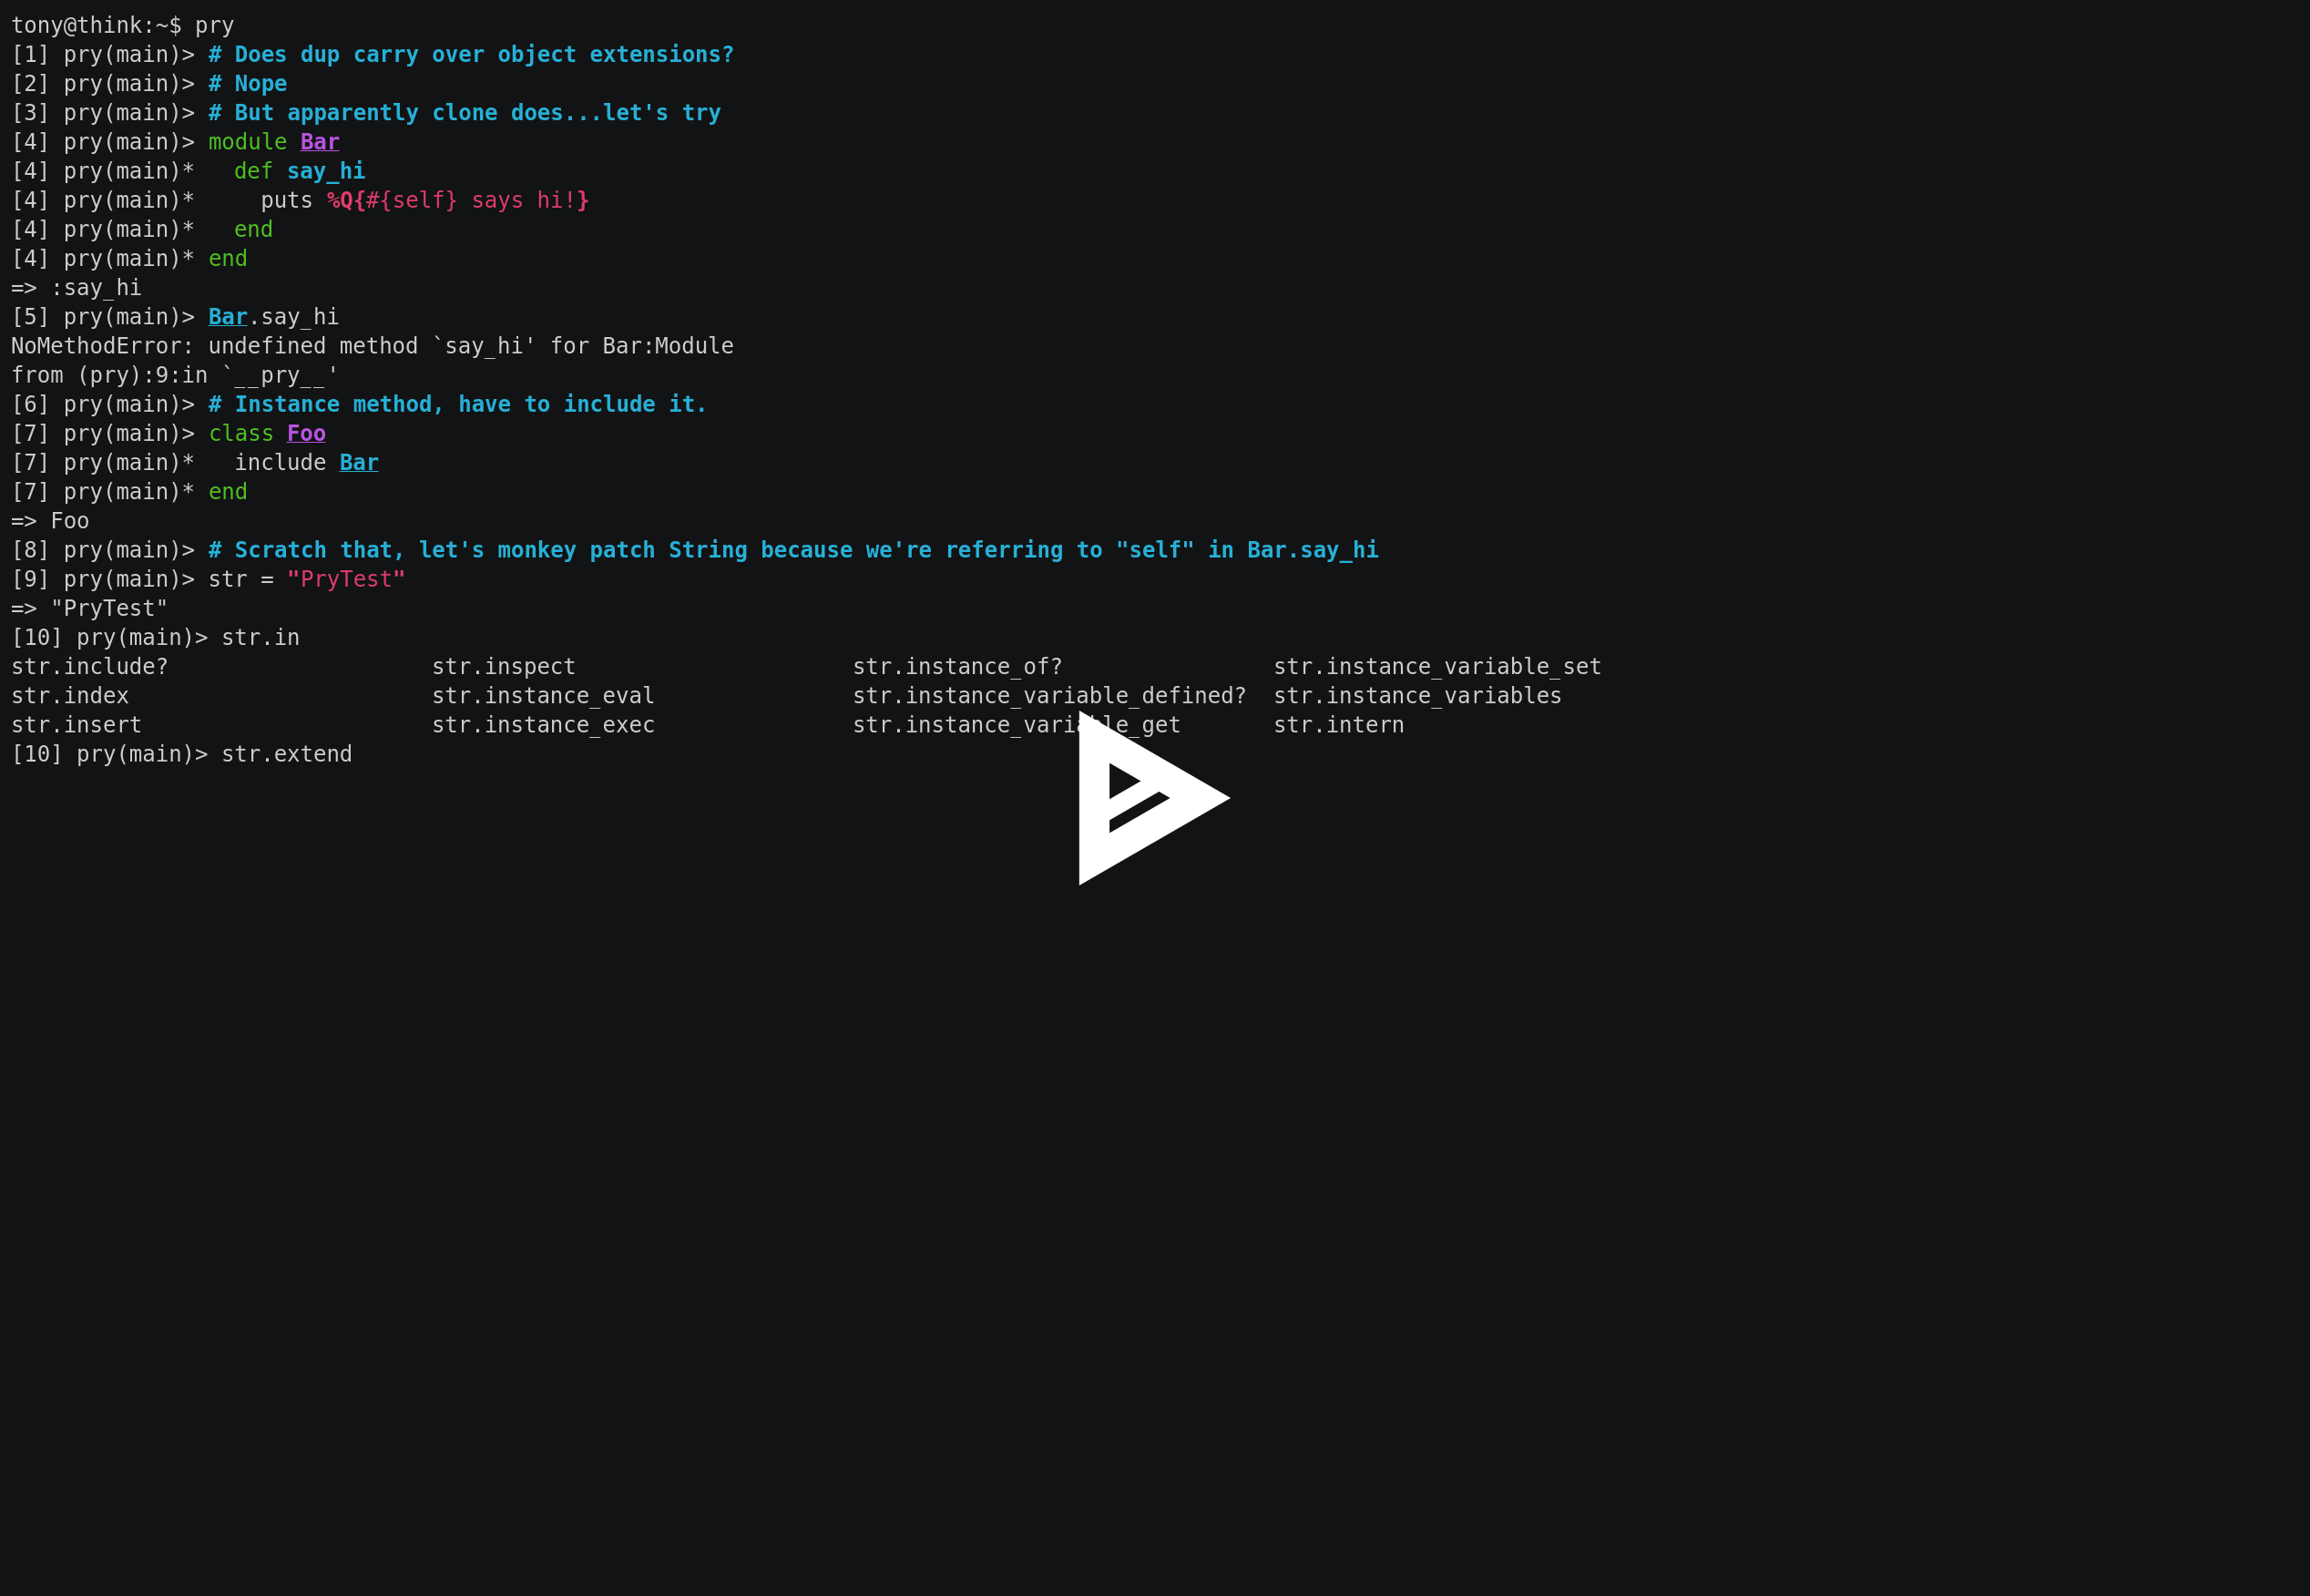 tony@think:~$ pry
[1] pry(main)> # Does dup carry over object extensions?
[2] pry(main)> # Nope
[3] pry(main)> # But apparently clone does...let's try
[4] pry(main)> module Bar
[4] pry(main)*   def say_hi
[4] pry(main)*     puts %Q{#{self} says hi!}
[4] pry(main)*   end
[4] pry(main)* end
=> :say_hi
[5] pry(main)> Bar.say_hi
NoMethodError: undefined method `say_hi' for Bar:Module
from (pry):9:in `__pry__'
[6] pry(main)> # Instance method, have to include it.
[7] pry(main)> class Foo
[7] pry(main)*   include Bar
[7] pry(main)* end
=> Foo
[8] pry(main)> # Scratch that, let's monkey patch String because we're referring to "self" in Bar.say_hi
[9] pry(main)> str = "PryTest"
=> "PryTest"
[10] pry(main)> str.in
str.include?                    str.inspect                     str.instance_of?                str.instance_variable_set
str.index                       str.instance_eval               str.instance_variable_defined?  str.instance_variables
str.insert                      str.instance_exec               str.instance_variable_get       str.intern
[10] pry(main)> str.extend